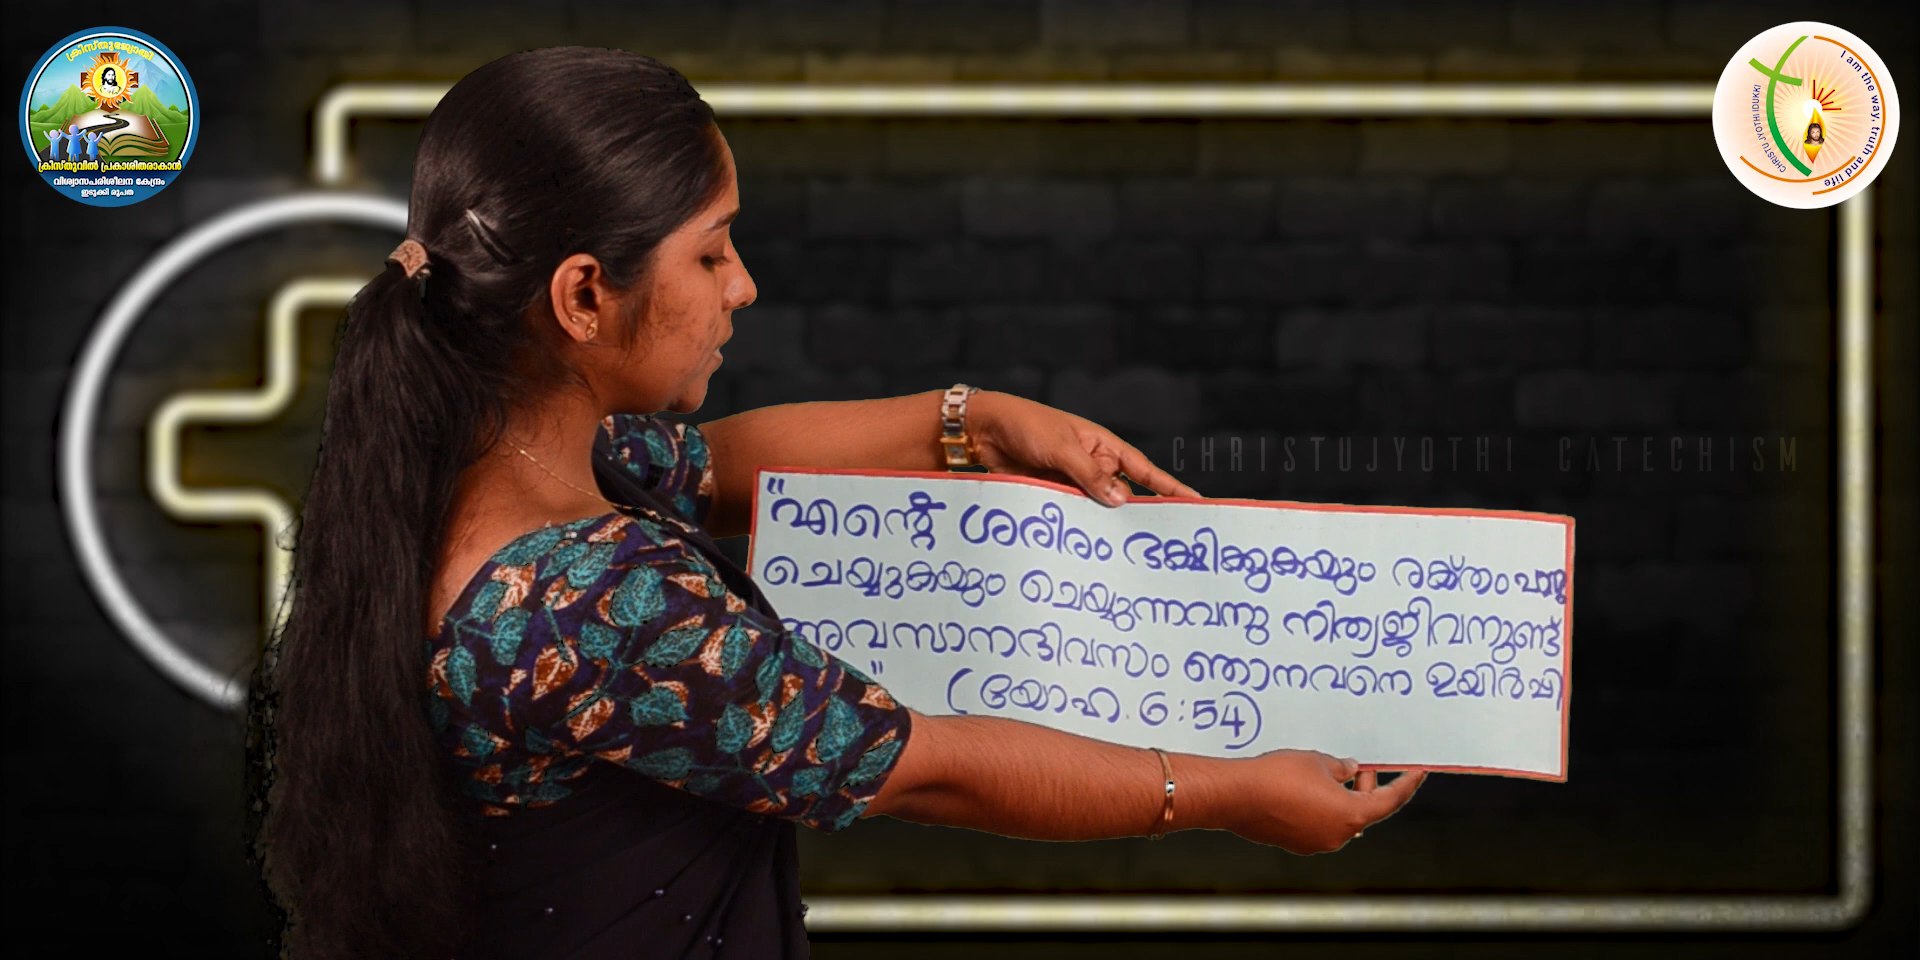 ക്രിസ്തുജ്യോതി
ക്രിസ്തുവിൽ പ്രകാശിതരാകാൻ
വിശ്വാസപരിശീലന കേന്ദ്രം
ഇടുക്കി രൂപത
I am the way, truth and life
CHRISTU JYOTHI IDUKKI
CHRISTUJYOTHI CATECHISM
"എന്റെ ശരീരം ഭക്ഷിക്കുകയും രക്തം
ചെയ്യുകയും ചെയ്യുന്നവനു നിത്യജീവനുണ്ട്
അവസാനദിവസം ഞാനവനെ ഉയിർപ്പി
" (യോഹ. 6:54)